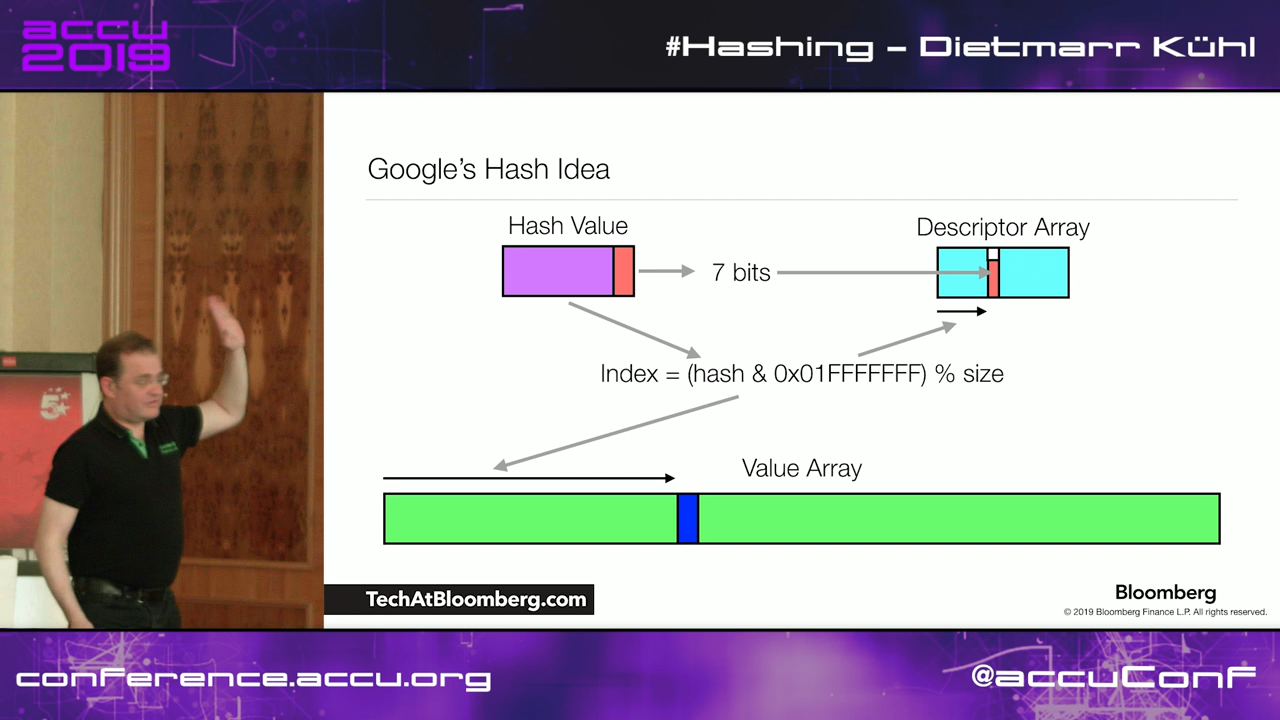 accu
2019
#Hashing – Dietmarr Kühl
Google's Hash Idea
Hash Value
Descriptor Array
7 bits
Index = (hash & 0x01FFFFFFF) % size
Value Array
5
TechAtBloomberg.com
Bloomberg
© 2019 Bloomberg Finance L.P. All rights reserved.
conference.accu.org
@accuConf